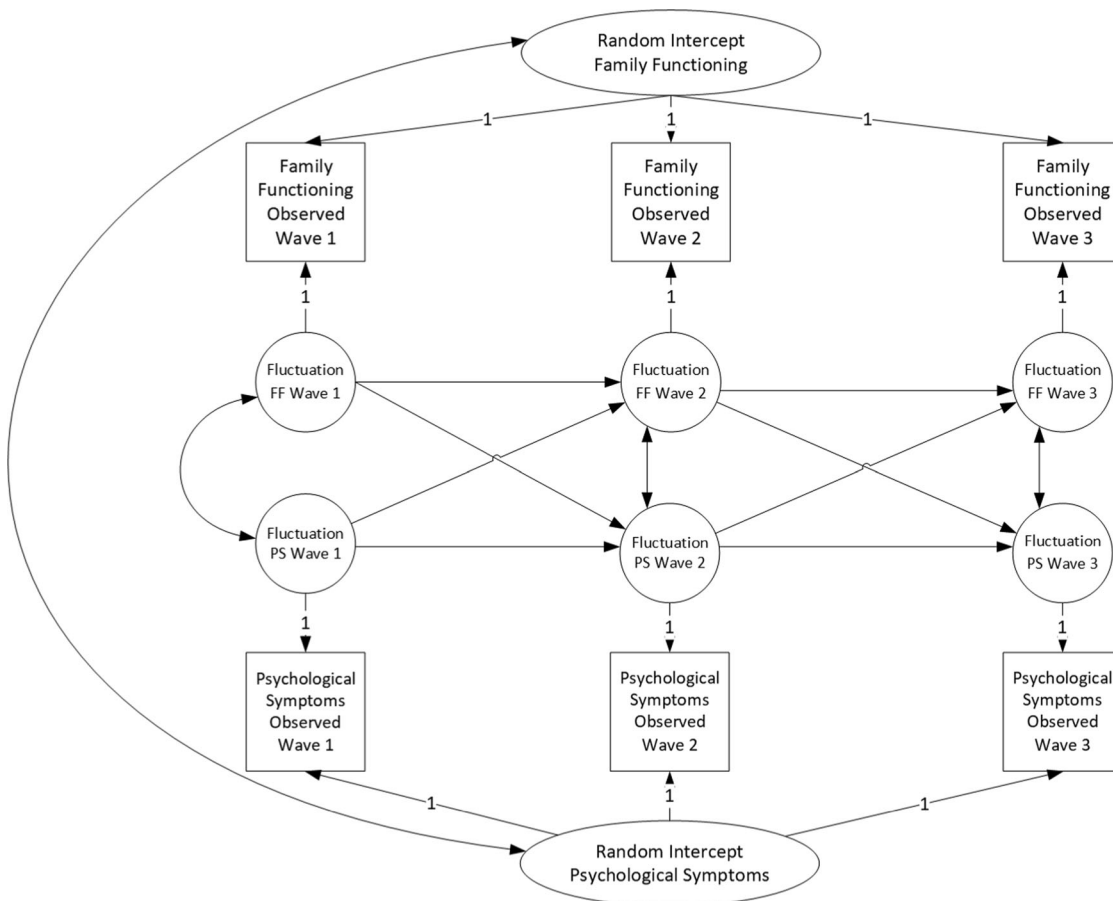 Random Intercept
Family Functioning
1
1
1
Family
Functioning
Observed
Wave 1
Family
Functioning
Observed
Wave 2
Family
Functioning
Observed
Wave 3
1
1
1
Fluctuation
FF Wave 1
Fluctuation
FF Wave 2
Fluctuation
FF Wave 3
Fluctuation
PS Wave 1
Fluctuation
PS Wave 2
Fluctuation
PS Wave 3
1
1
1
Psychological
Symptoms
Observed
Wave 1
Psychological
Symptoms
Observed
Wave 2
Psychological
Symptoms
Observed
Wave 3
1
1
1
Random Intercept
Psychological Symptoms